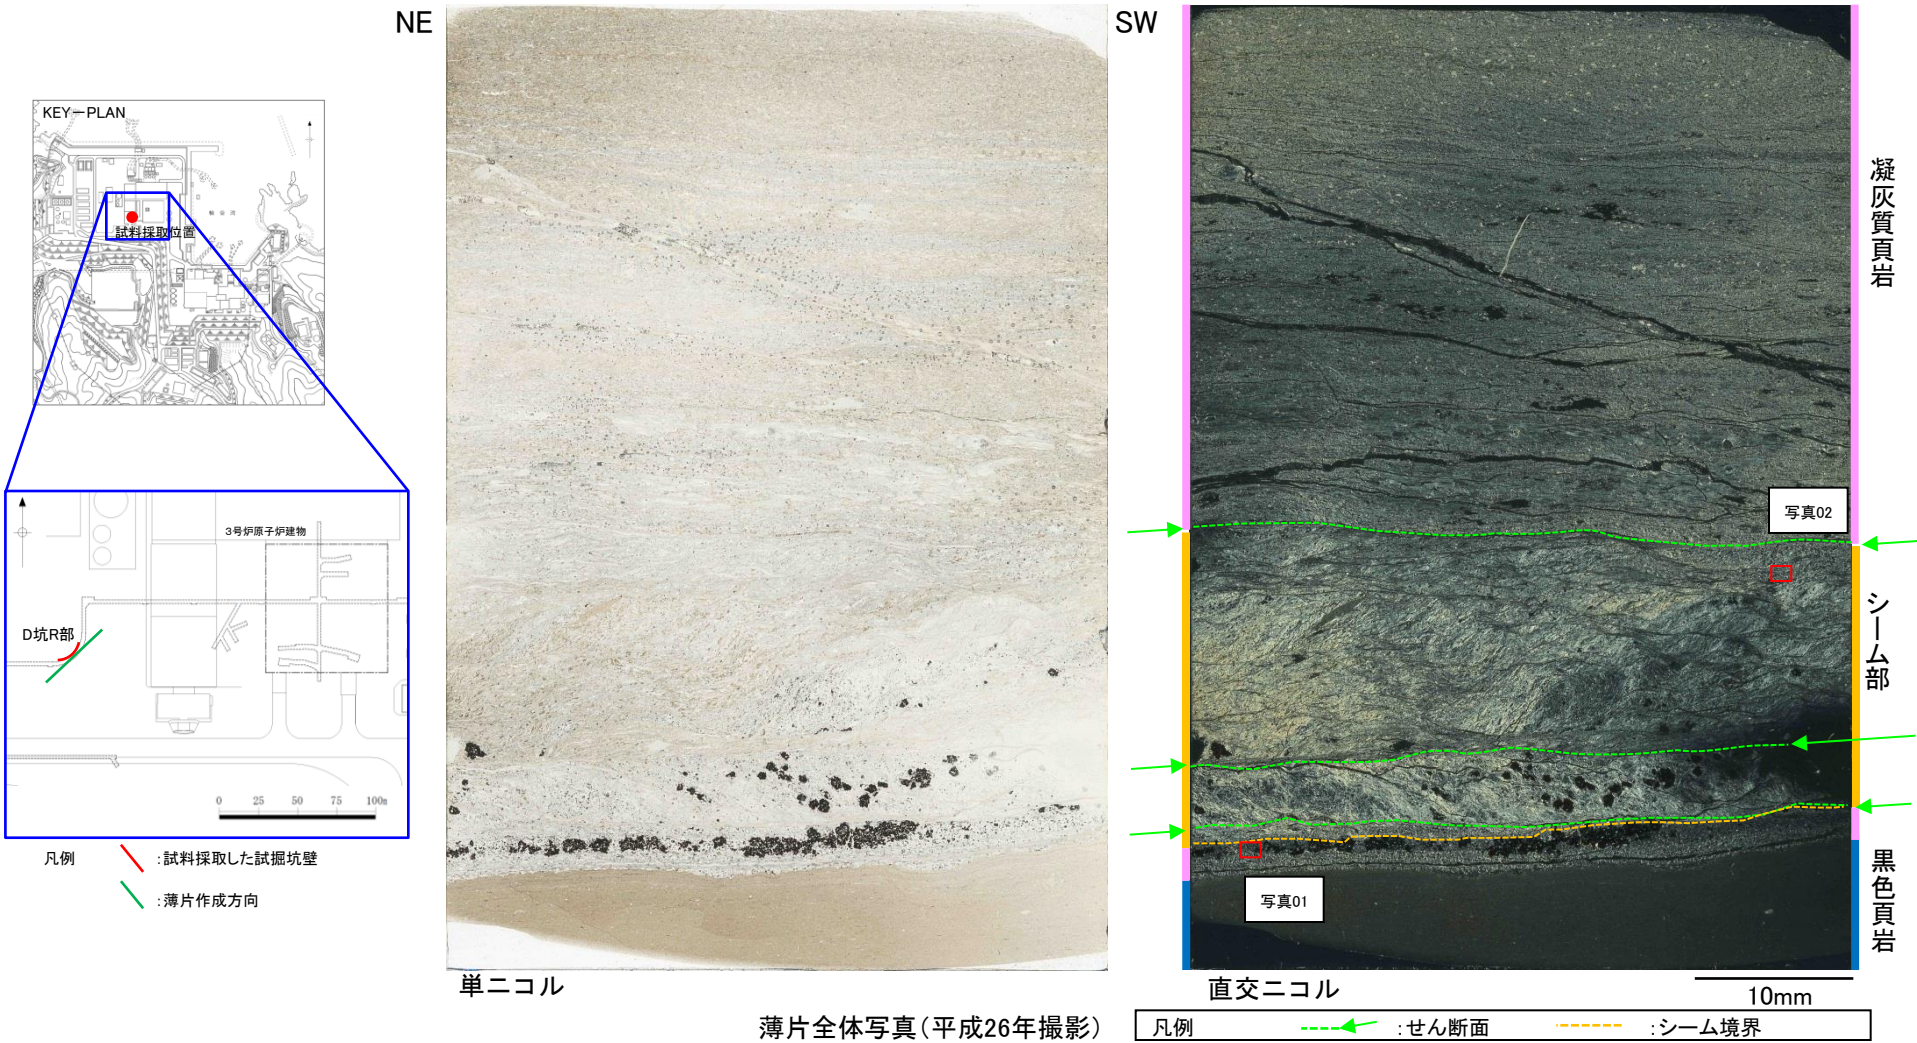 NE
SW
KEY－PLAN
試料採取位置
3号炉原子炉建物
D坑R部
0 25 50 75 100m
凡例
：試料採取した試掘坑壁
：薄片作成方向
写真02
写真01
凝灰質頁岩
シーム部
黒色頁岩
単ニコル
直交ニコル
10mm
薄片全体写真（平成26年撮影）
凡例
：せん断面
：シーム境界